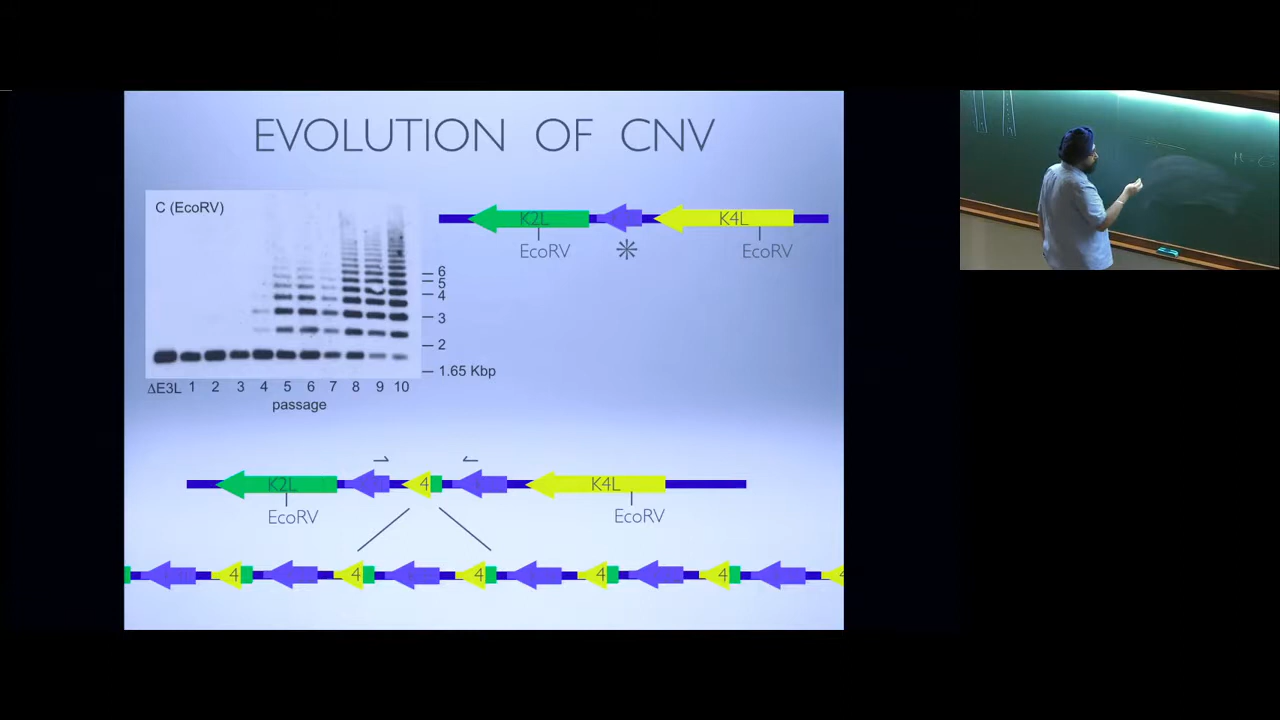 EVOLUTION OF CNV
C (EcoRV)
6
5
4
3
2
1.65 Kbp
ΔE3L 1 2 3 4 5 6 7 8 9 10
passage
K2L K4L
EcoRV * EcoRV
K2L 4 K4L
EcoRV EcoRV
4 4 4 4 4 4